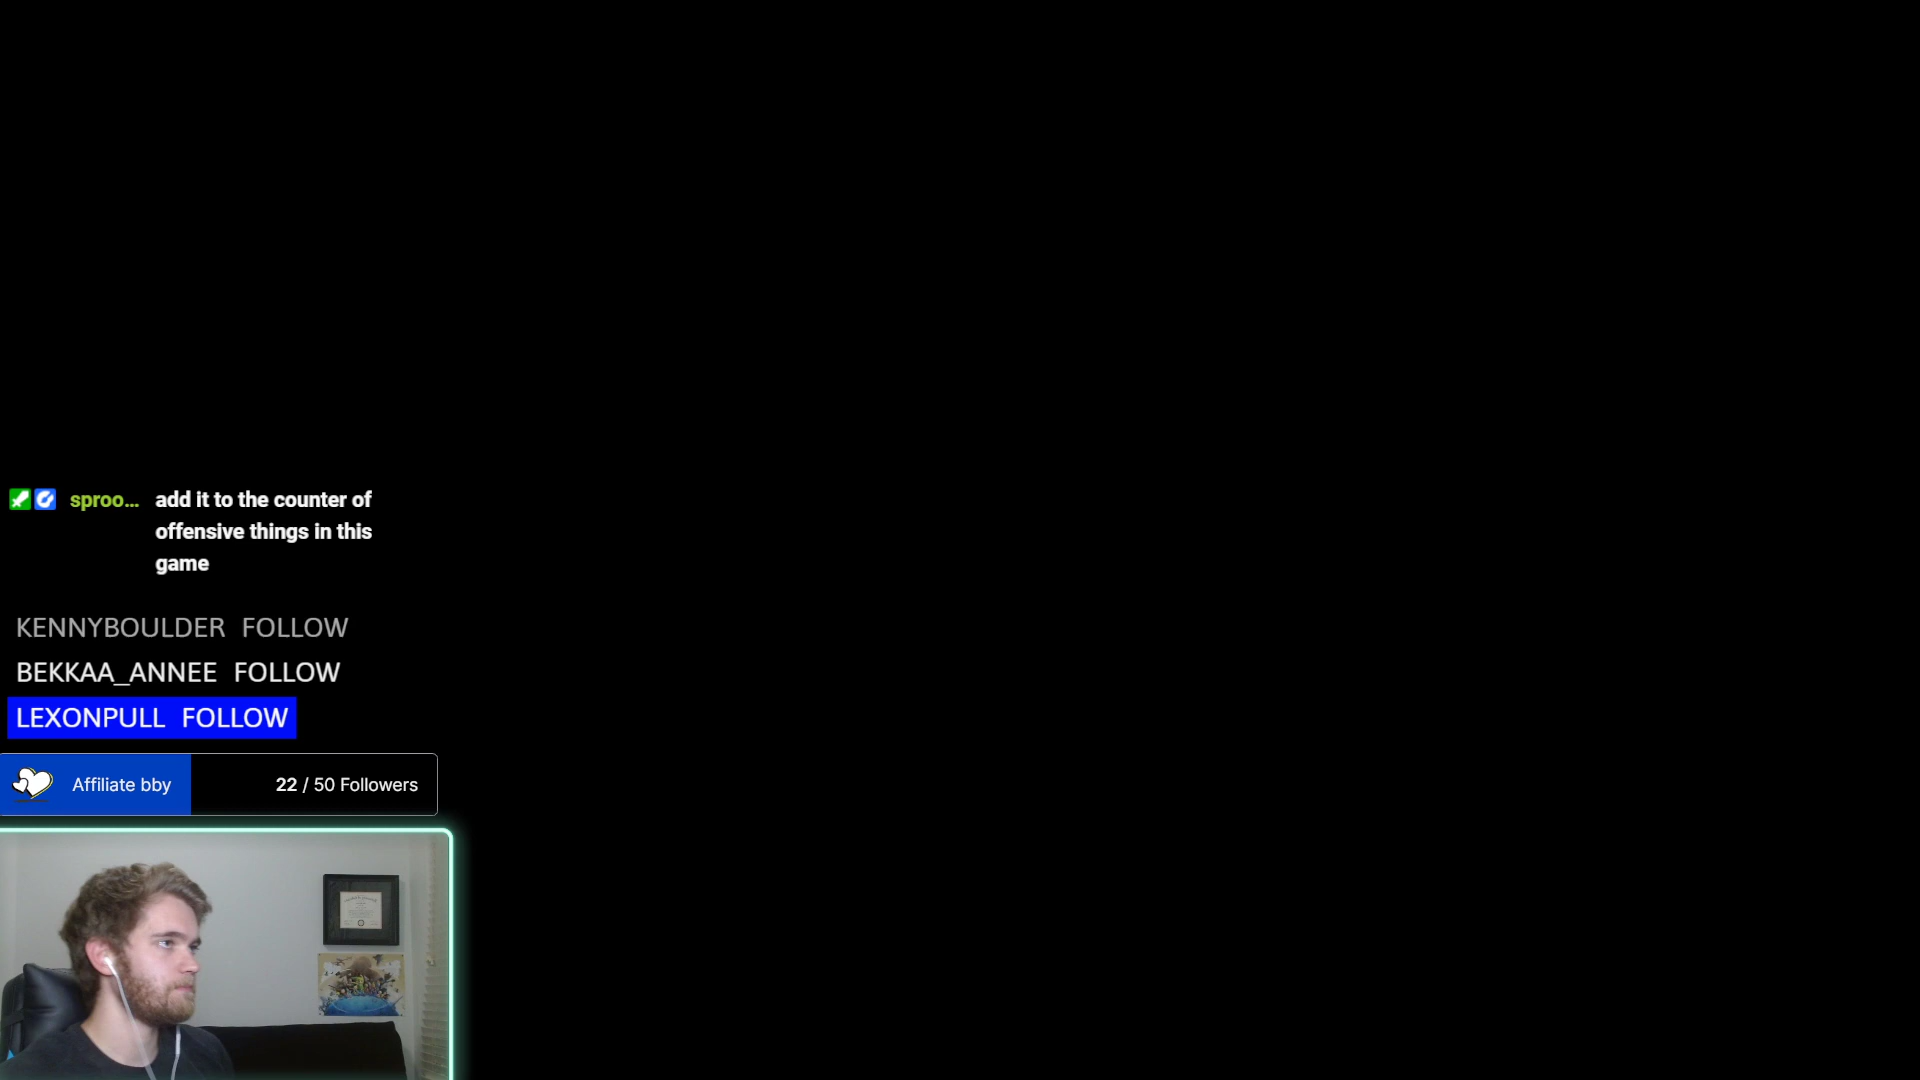 sproo... add it to the counter of
offensive things in this
game
KENNYBOULDER FOLLOW
BEKKAA_ANNEE FOLLOW
LEXONPULL FOLLOW
Affiliate bby 22 / 50 Followers